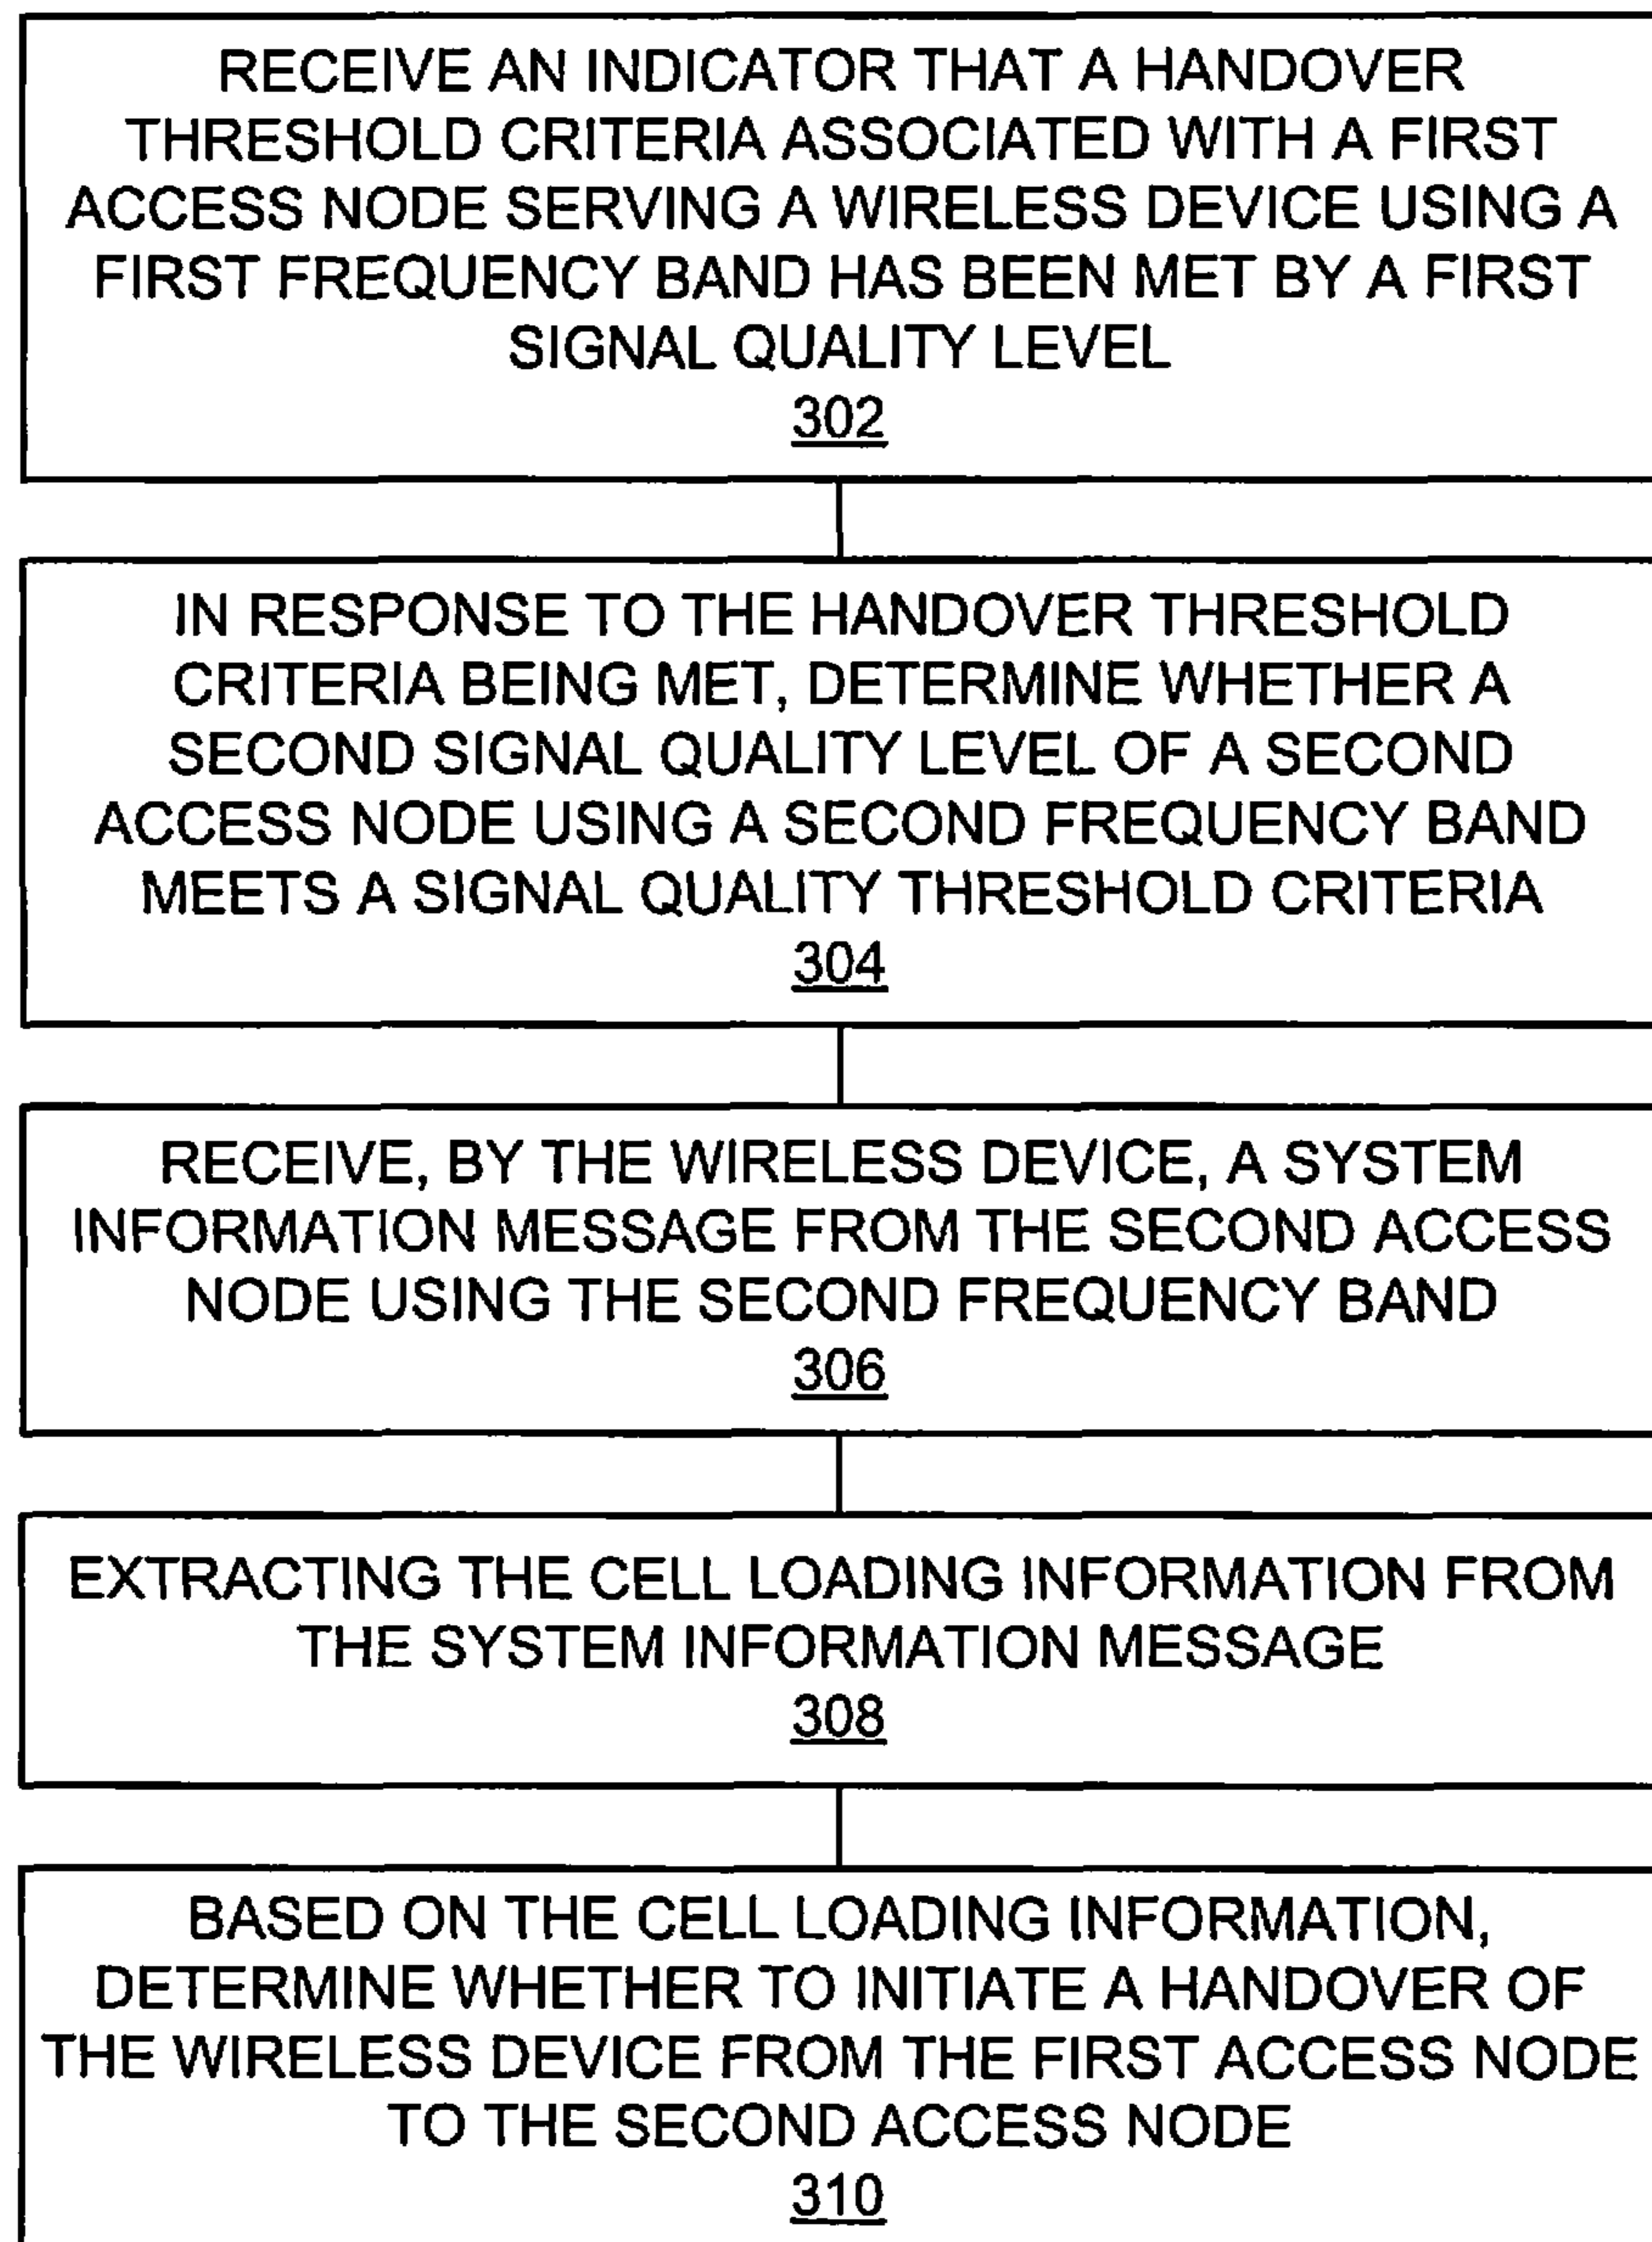 RECEIVE AN INDICATOR THAT A HANDOVER
THRESHOLD CRITERIA ASSOCIATED WITH A FIRST
ACCESS NODE SERVING A WIRELESS DEVICE USING A
FIRST FREQUENCY BAND HAS BEEN MET BY A FIRST
SIGNAL QUALITY LEVEL
302
IN RESPONSE TO THE HANDOVER THRESHOLD
CRITERIA BEING MET, DETERMINE WHETHER A
SECOND SIGNAL QUALITY LEVEL OF A SECOND
ACCESS NODE USING A SECOND FREQUENCY BAND
MEETS A SIGNAL QUALITY THRESHOLD CRITERIA
304
RECEIVE, BY THE WIRELESS DEVICE, A SYSTEM
INFORMATION MESSAGE FROM THE SECOND ACCESS
NODE USING THE SECOND FREQUENCY BAND
306
EXTRACTING THE CELL LOADING INFORMATION FROM
THE SYSTEM INFORMATION MESSAGE
308
BASED ON THE CELL LOADING INFORMATION,
DETERMINE WHETHER TO INITIATE A HANDOVER OF
THE WIRELESS DEVICE FROM THE FIRST ACCESS NODE
TO THE SECOND ACCESS NODE
310